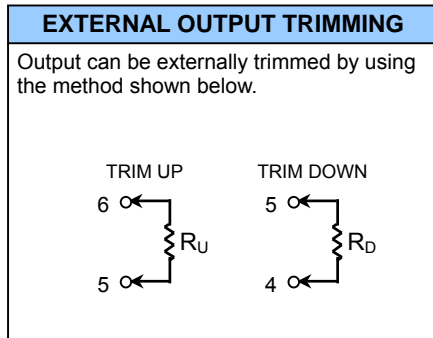 EXTERNAL OUTPUT TRIMMING
Output can be externally trimmed by using
the method shown below.
TRIM UP TRIM DOWN
6 5
RU RD
5 4